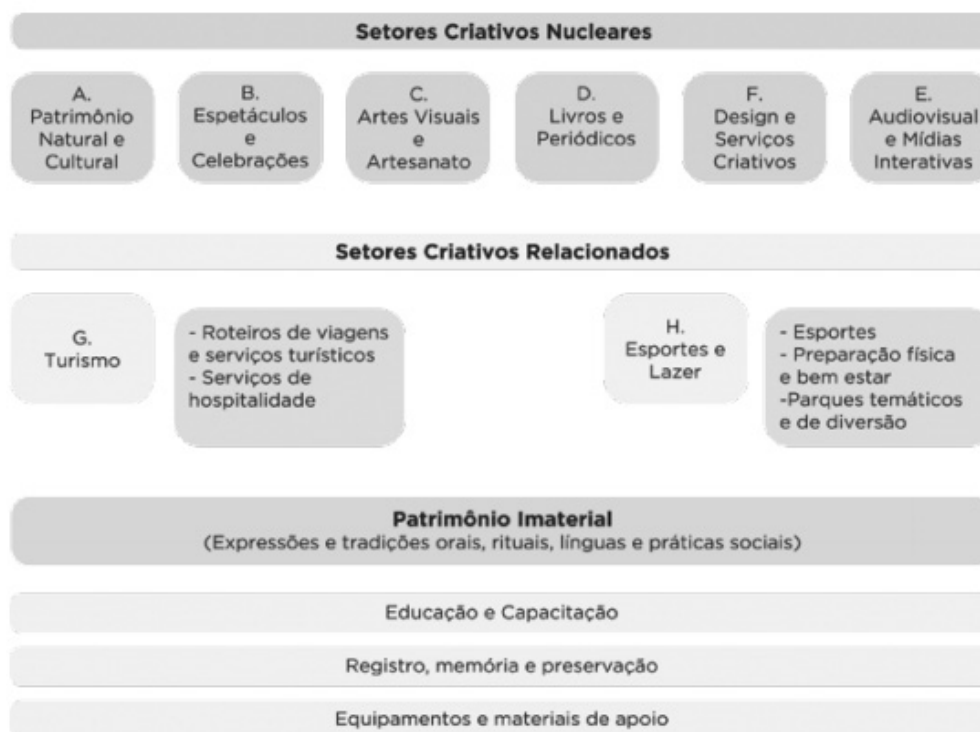 Setores Criativos Nucleares
A.
Patrimônio
Natural e
Cultural
B.
Espetáculos
e
Celebrações
C.
Artes Visuais
e
Artesanato
D.
Livros e
Periódicos
F.
Design e
Serviços
Criativos
E.
Audiovisual
e Mídias
Interativas
Setores Criativos Relacionados
G.
Turismo
- Roteiros de viagens
e serviços turísticos
- Serviços de
hospitalidade
H.
Esportes e
Lazer
- Esportes
- Preparação física
e bem estar
-Parques temáticos
e de diversão
Patrimônio Imaterial
(Expressões e tradições orais, rituais, línguas e práticas sociais)
Educação e Capacitação
Registro, memória e preservação
Equipamentos e materiais de apoio